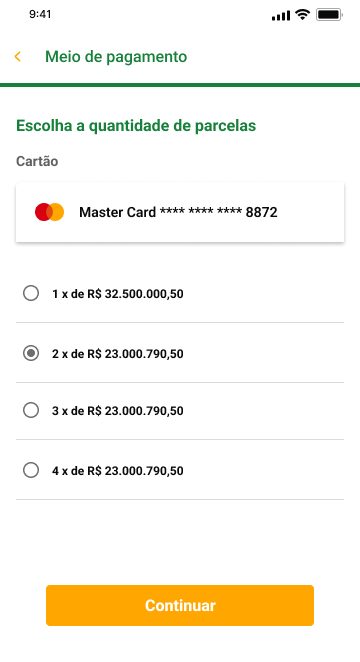 9:41
Meio de pagamento
Escolha a quantidade de parcelas
Cartão
Master Card **** **** **** 8872
1 x de R$ 32.500.000,50
2 x de R$ 23.000.790,50
3 x de R$ 23.000.790,50
4 x de R$ 23.000.790,50
Continuar